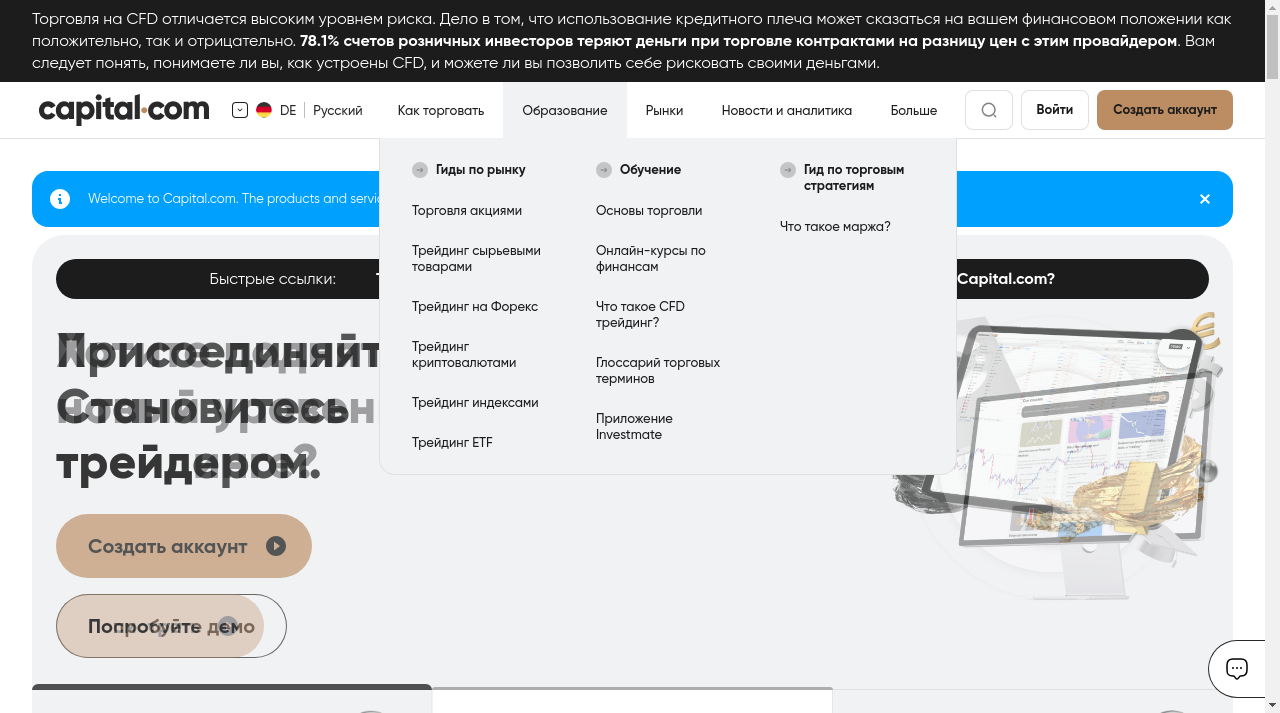 Торговля на CFD отличается высоким уровнем риска. Дело в том, что использование кредитного плеча может сказаться на вашем финансовом положении как
положительно, так и отрицательно. 78.1% счетов розничных инвесторов теряют деньги при торговле контрактами на разницу цен с этим провайдером. Вам
следует понять, понимаете ли вы, как устроены CFD, и можете ли вы позволить себе рисковать своими деньгами.
capital.com
DE
Русский
Как торговать
Образование
Рынки
Новости и аналитика
Больше
Войти
Создать аккаунт
Гиды по рынку
Торговля акциями
Трейдинг сырьевыми
товарами
Трейдинг на Форекс
Трейдинг
криптовалютами
Трейдинг индексами
Трейдинг ETF
Обучение
Основы торговли
Онлайн-курсы по
финансам
Что такое CFD
трейдинг?
Глоссарий торговых
терминов
Приложение
Investmate
Гид по торговым
стратегиям
Что такое маржа?
Welcome to Capital.com. The products and servic
Быстрые ссылки:
Capital.com?
Присоединяйт
Становитесь
трейдером.
Создать аккаунт
Попробуйте демо